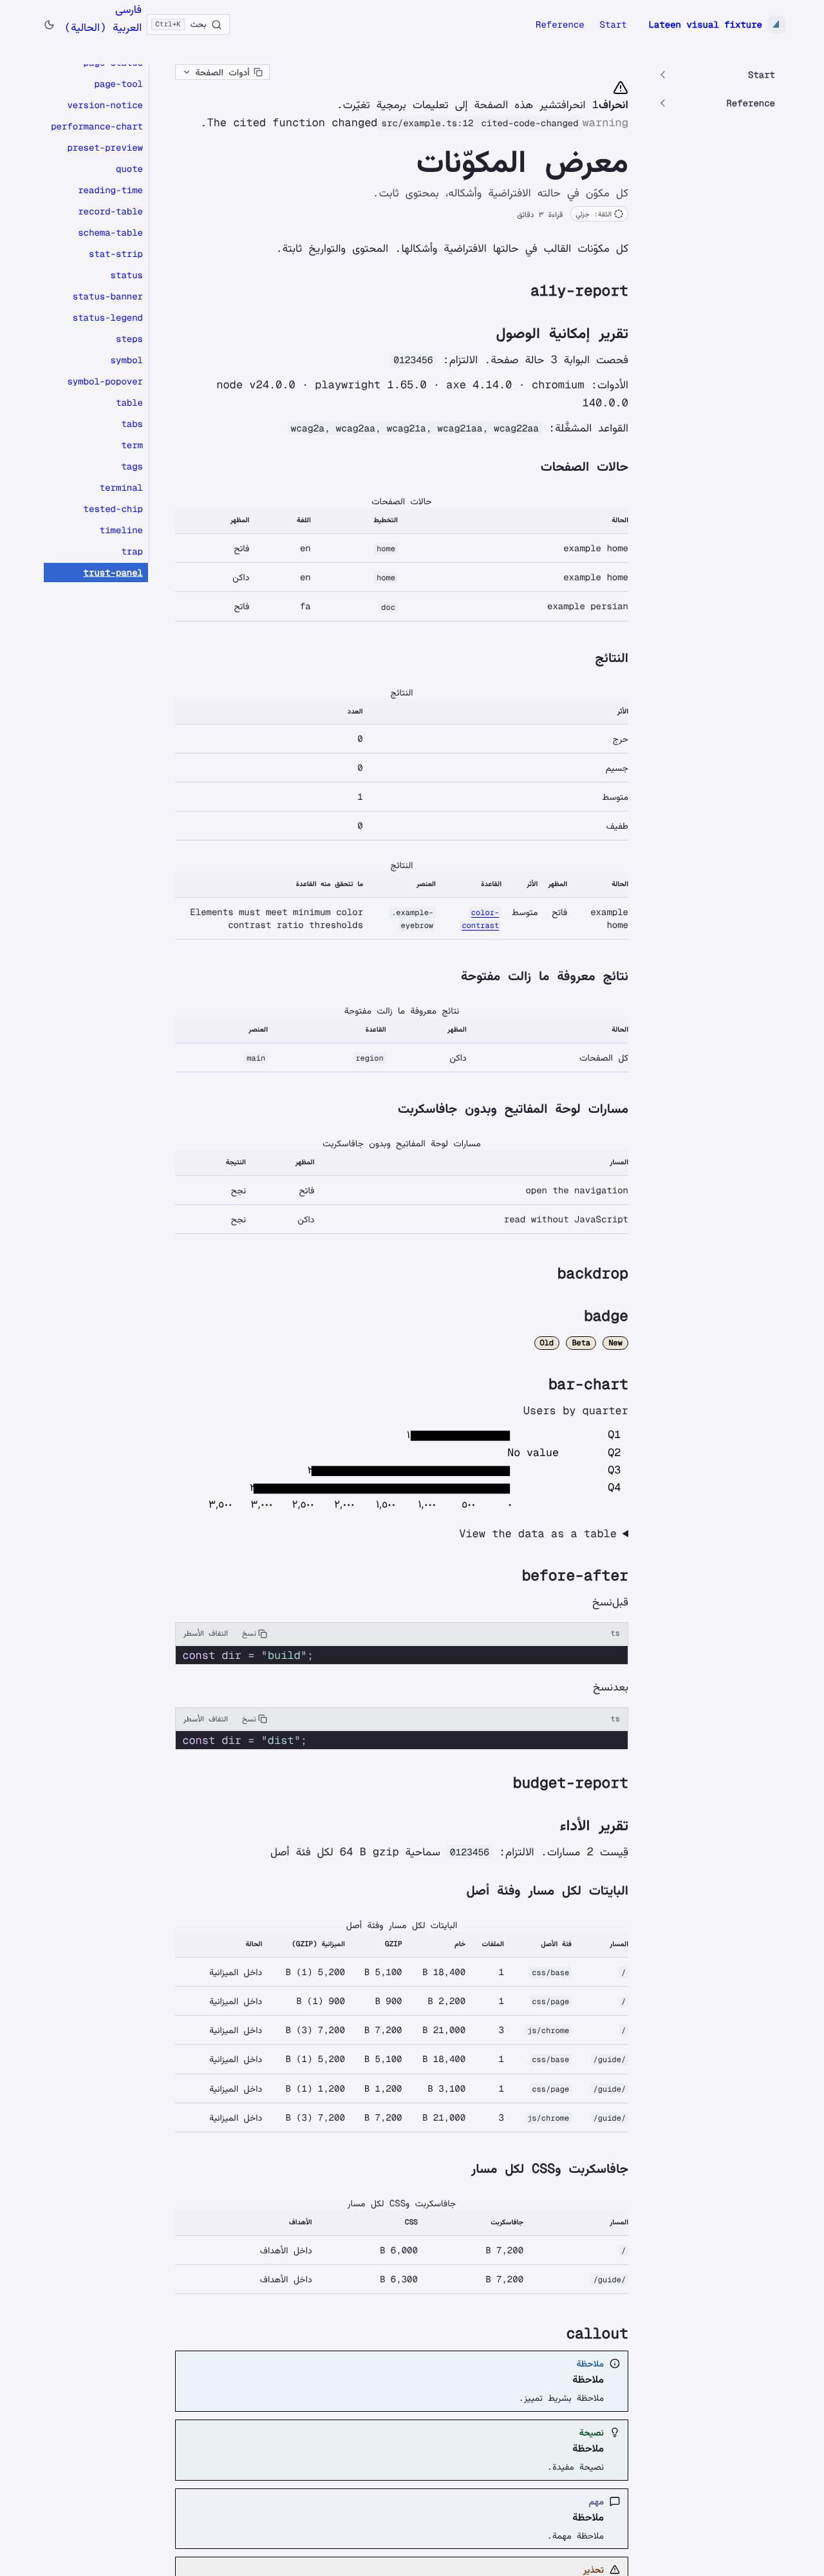 Lateen visual fixture
Start
Reference
بحث
Ctrl+K
فارسی
العربية (الحالية)
Start
Reference
أدوات الصفحة
انحراف1 انحرافتشير هذه الصفحة إلى تعليمات برمجية تغيّرت.
warning cited-code-changed src/example.ts:12 The cited function changed.
معرض المكوّنات
كل مكوّن في حالته الافتراضية وأشكاله، بمحتوى ثابت.
الثقة: جزئي
قراءة ٣ دقائق
كل مكوّنات القالب في حالتها الافتراضية وأشكالها. المحتوى والتواريخ ثابتة.
a11y-report
تقرير إمكانية الوصول
فحصت البوابة 3 حالة صفحة. الالتزام: 0123456
الأدوات: node v24.0.0 · playwright 1.65.0 · axe 4.14.0 · chromium
140.0.0
القواعد المشغَّلة: wcag2a, wcag2aa, wcag21a, wcag21aa, wcag22aa
حالات الصفحات
حالات الصفحات
الحالة التخطيط اللغة المظهر
example home home en فاتح
example home home en داكن
example persian doc fa فاتح
النتائج
النتائج
الأثر العدد
حرج 0
جسيم 0
متوسط 1
طفيف 0
النتائج
الحالة المظهر الأثر القاعدة العنصر ما تتحقق منه القاعدة
example home فاتح متوسط color-contrast .example-eyebrow Elements must meet minimum color contrast ratio thresholds
نتائج معروفة ما زالت مفتوحة
نتائج معروفة ما زالت مفتوحة
الحالة المظهر القاعدة العنصر
كل الصفحات داكن region main
مسارات لوحة المفاتيح وبدون جافاسكربت
مسارات لوحة المفاتيح وبدون جافاسكربت
المسار المظهر النتيجة
open the navigation فاتح نجح
read without JavaScript داكن نجح
backdrop
badge
New Beta Old
bar-chart
Users by quarter
Q1
Q2 No value
Q3
Q4
٠ ٥٠٠ ١٬٠٠٠ ١٬٥٠٠ ٢٬٠٠٠ ٢٬٥٠٠ ٣٬٠٠٠ ٣٬٥٠٠
View the data as a table
before-after
قبلنسخ
ts نسخ التفاف الأسطر
const dir = "build";
بعدنسخ
ts نسخ التفاف الأسطر
const dir = "dist";
budget-report
تقرير الأداء
قِيست 2 مسارات. الالتزام: 0123456 سماحية 64 B gzip لكل فئة أصل
البايتات لكل مسار وفئة أصل
البايتات لكل مسار وفئة أصل
المسار فئة الأصل الملفات خام GZIP الميزانية (GZIP) الحالة
/ css/base 1 18,400 B 5,100 B 5,200 B (1) داخل الميزانية
/ css/page 1 2,200 B 900 B 900 B (1) داخل الميزانية
/ js/chrome 3 21,000 B 7,200 B 7,200 B (3) داخل الميزانية
/guide/ css/base 1 18,400 B 5,100 B 5,200 B (1) داخل الميزانية
/guide/ css/page 1 3,100 B 1,200 B 1,200 B (1) داخل الميزانية
/guide/ js/chrome 3 21,000 B 7,200 B 7,200 B (3) داخل الميزانية
جافاسكربت وCSS لكل مسار
جافاسكربت وCSS لكل مسار
المسار جافاسكربت CSS الأهداف
/ 7,200 B 6,000 B داخل الأهداف
/guide/ 7,200 B 6,300 B داخل الأهداف
callout
ملاحظة
ملاحظة
ملاحظة بشريط تمييز.
نصيحة
ملاحظة
نصيحة مفيدة.
مهم
ملاحظة
ملاحظة مهمة.
تحذير
page-tool
version-notice
performance-chart
preset-preview
quote
reading-time
record-table
schema-table
stat-strip
status
status-banner
status-legend
steps
symbol
symbol-popover
table
tabs
term
tags
terminal
tested-chip
timeline
trap
trust-panel